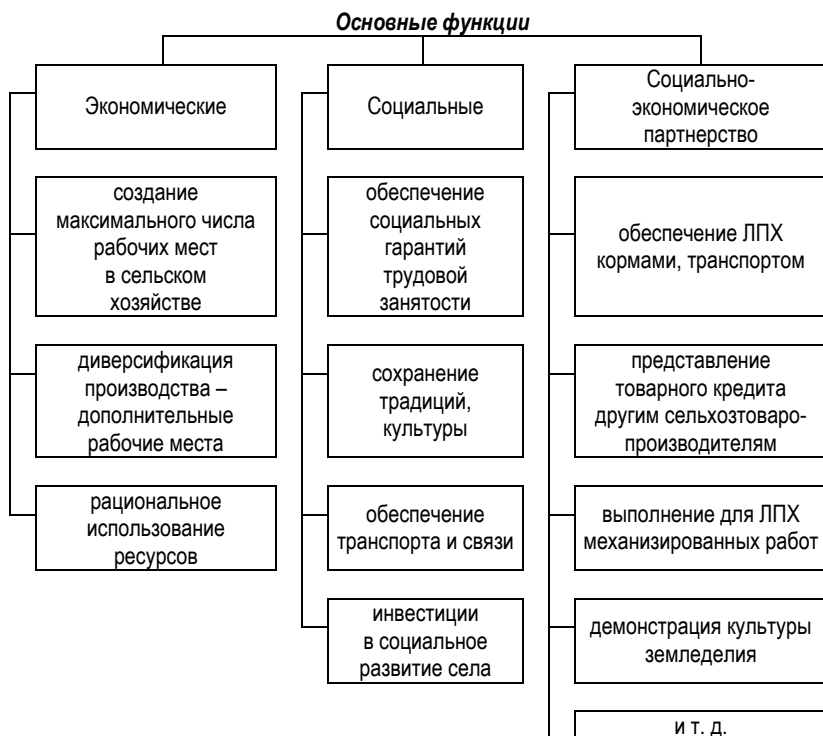 Основные функции
Экономические
создание
максимального числа
рабочих мест
в сельском
хозяйстве
диверсификация
производства –
дополнительные
рабочие места
рациональное
использование
ресурсов
Социальные
обеспечение
социальных
гарантий
трудовой
занятости
сохранение
традиций,
культуры
обеспечение
транспорта и связи
инвестиции
в социальное
развитие села
Социально-
экономическое
партнерство
обеспечение ЛПХ
кормами, транспортом
представление
товарного кредита
другим сельхозтоваро-
производителям
выполнение для ЛПХ
механизированных работ
демонстрация культуры
земледелия
и т. д.